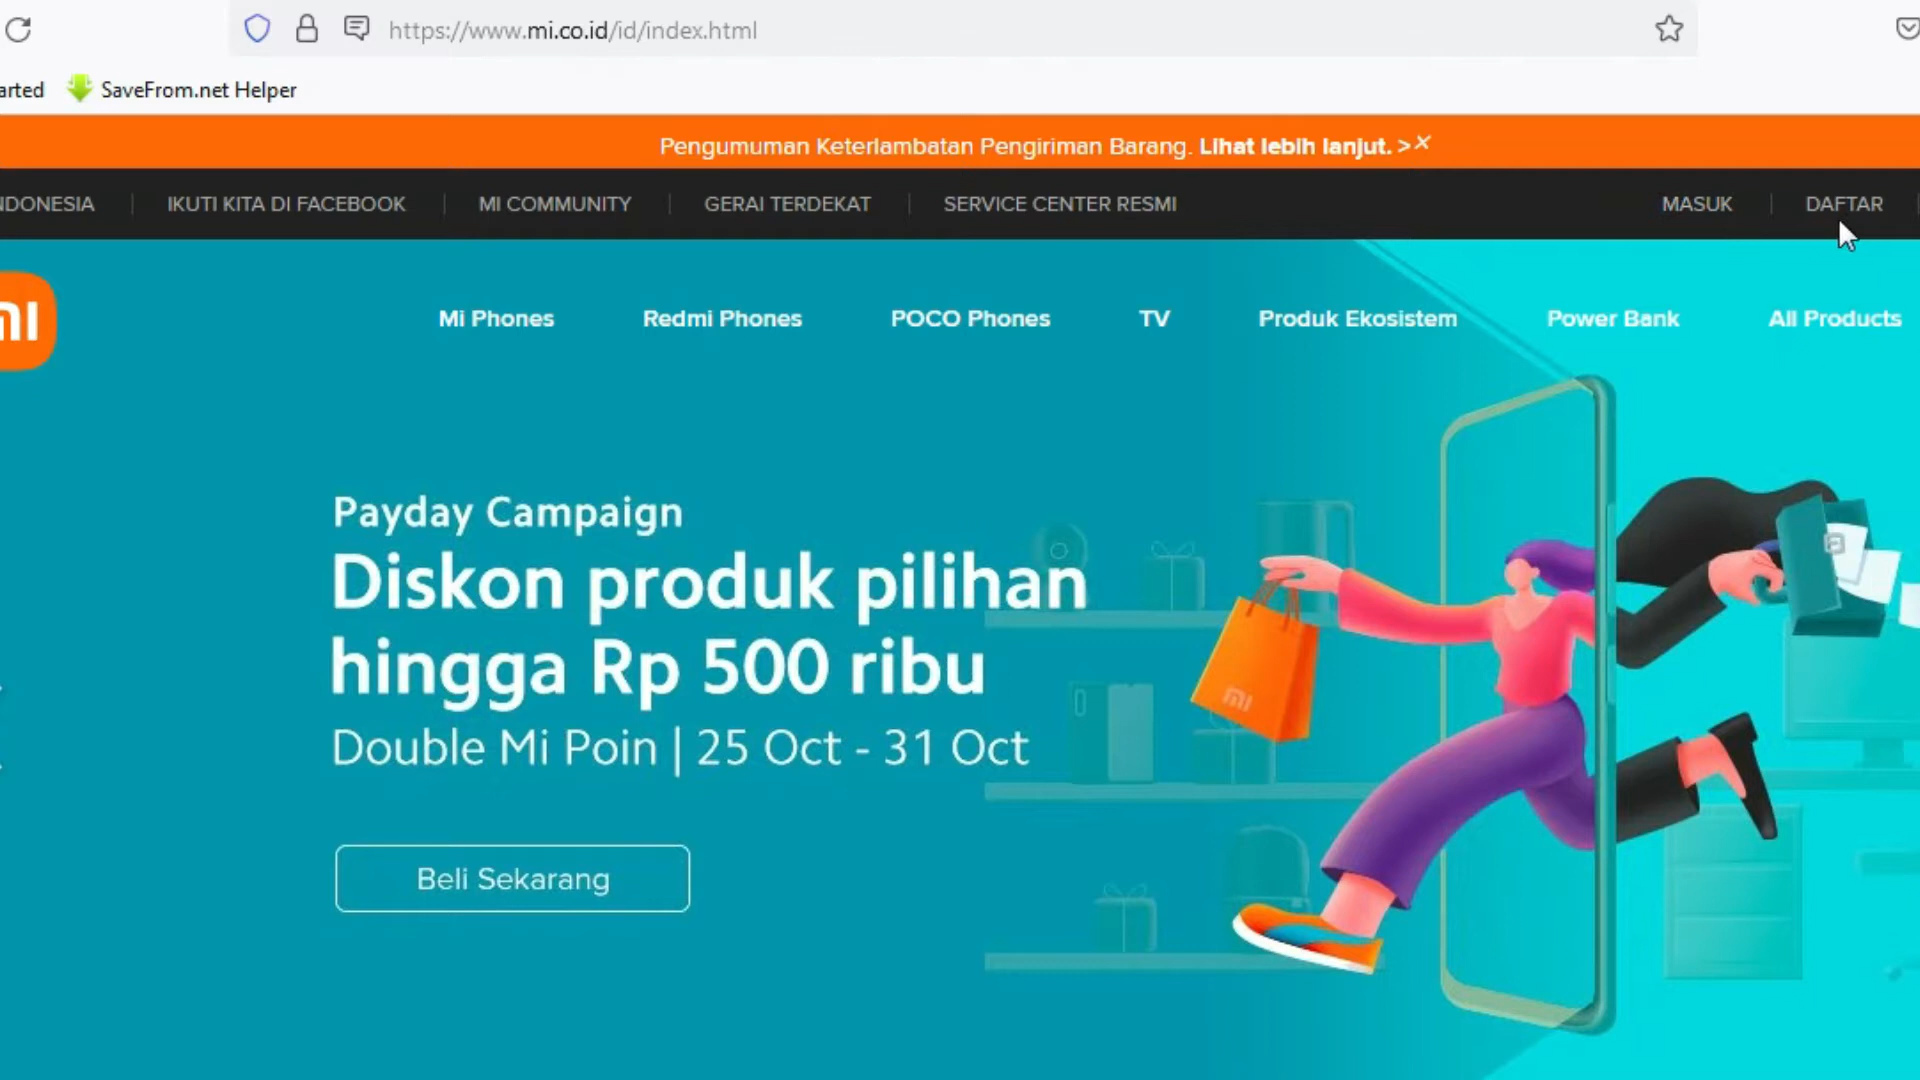 https://www.mi.co.id/id/index.html
arted SaveFrom.net Helper
Pengumuman Keterlambatan Pengiriman Barang. Lihat lebih lanjut. > ×
NDONESIA | IKUTI KITA DI FACEBOOK | MI COMMUNITY | GERAI TERDEKAT | SERVICE CENTER RESMI MASUK | DAFTAR
mi Mi Phones Redmi Phones POCO Phones TV Produk Ekosistem Power Bank All Products
Payday Campaign
Diskon produk pilihan
hingga Rp 500 ribu
Double Mi Poin | 25 Oct - 31 Oct
mi
Beli Sekarang